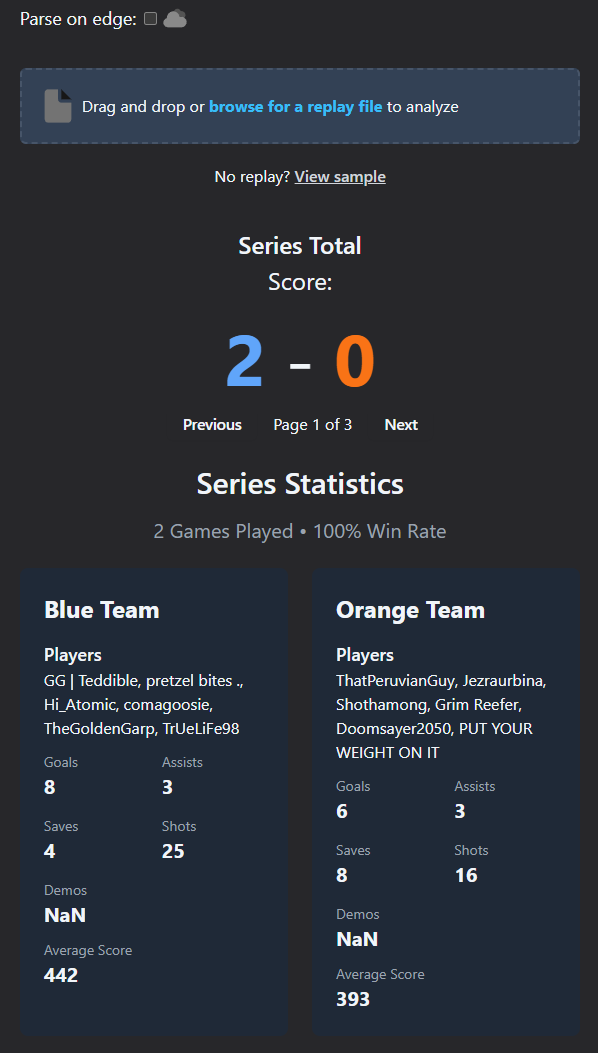 Parse on edge:
Drag and drop or browse for a replay file to analyze
No replay? View sample
Series Total
Score:
2 - 0
Previous Page 1 of 3 Next
Series Statistics
2 Games Played • 100% Win Rate
Blue Team
Players
GG | Teddible, pretzel bites .,
Hi_Atomic, comagoosie,
TheGoldenGarp, TrUeLiFe98
Goals Assists
8 3
Saves Shots
4 25
Demos
NaN
Average Score
442
Orange Team
Players
ThatPeruvianGuy, Jezraurbina,
Shothamong, Grim Reefer,
Doomsayer2050, PUT YOUR
WEIGHT ON IT
Goals Assists
6 3
Saves Shots
8 16
Demos
NaN
Average Score
393